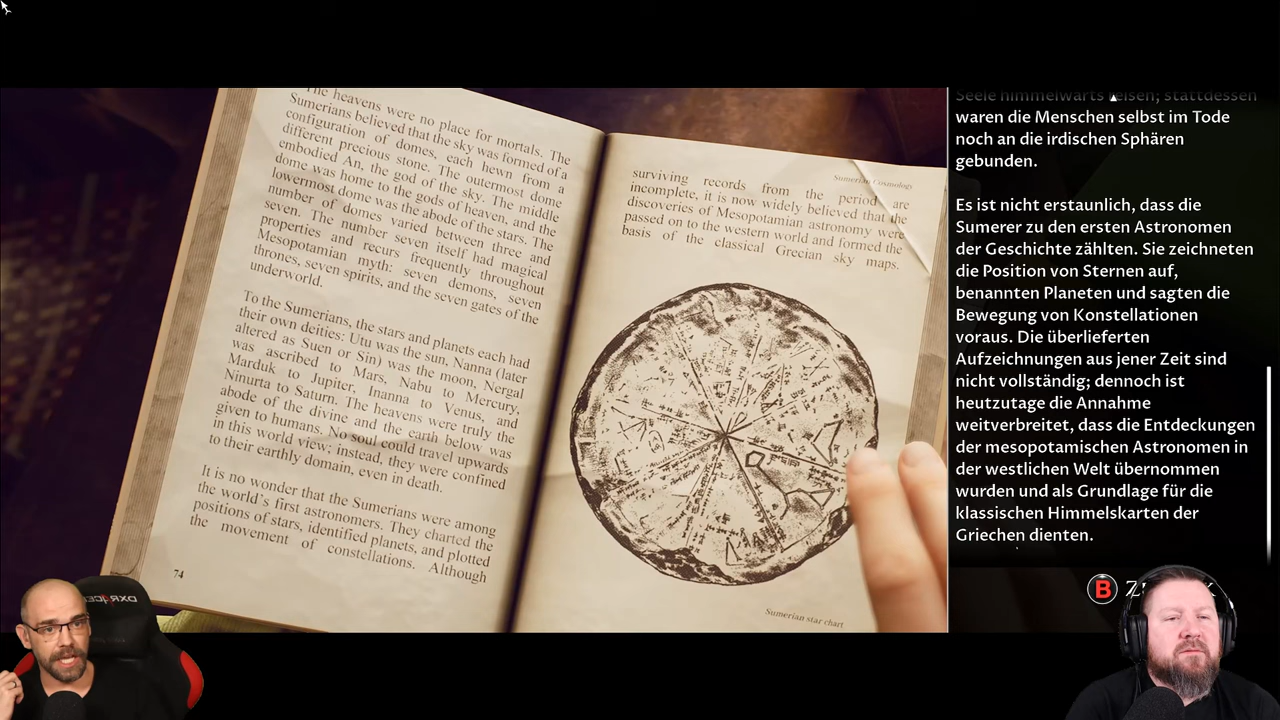 The heavens were no place for mortals. The
Sumerians believed that the sky was formed of a
configuration of domes, each hewn from a
different precious stone. The outermost dome
embodied An, the god of the sky. The middle
dome was home to the gods of heaven, and the
lowermost dome was the abode of the stars. The
number of domes varied between three and
seven. The number seven itself had magical
properties and recurs frequently throughout
Mesopotamian myth: seven demons, seven
thrones, seven spirits, and the seven gates of the
underworld.
To the Sumerians, the stars and planets each had
their own deities: Utu was the sun, Nanna (later
altered as Suen or Sin) was the moon, Nergal
was ascribed to Mars, Nabu to Mercury,
Marduk to Jupiter, Inanna to Venus, and
Ninurta to Saturn. The heavens were truly the
abode of the divine and the earth below was
given to humans. No soul could travel upwards
in this world view; instead, they were confined
to their earthly domain, even in death.
It is no wonder that the Sumerians were among
the world's first astronomers. They charted the
positions of stars, identified planets, and plotted
the movement of constellations. Although
74
Sumerian Cosmology
surviving records from the period are
incomplete, it is now widely believed that the
discoveries of Mesopotamian astronomy were
passed on to the western world and formed the
basis of the classical Grecian sky maps.
Sumerian star chart
Seele himmelwärts reisen; stattdessen
waren die Menschen selbst im Tode
noch an die irdischen Sphären
gebunden.
Es ist nicht erstaunlich, dass die
Sumerer zu den ersten Astronomen
der Geschichte zählten. Sie zeichneten
die Position von Sternen auf,
benannten Planeten und sagten die
Bewegung von Konstellationen
voraus. Die überlieferten
Aufzeichnungen aus jener Zeit sind
nicht vollständig; dennoch ist
heutzutage die Annahme
weitverbreitet, dass die Entdeckungen
der mesopotamischen Astronomen in
der westlichen Welt übernommen
wurden und als Grundlage für die
klassischen Himmelskarten der
Griechen dienten.
B